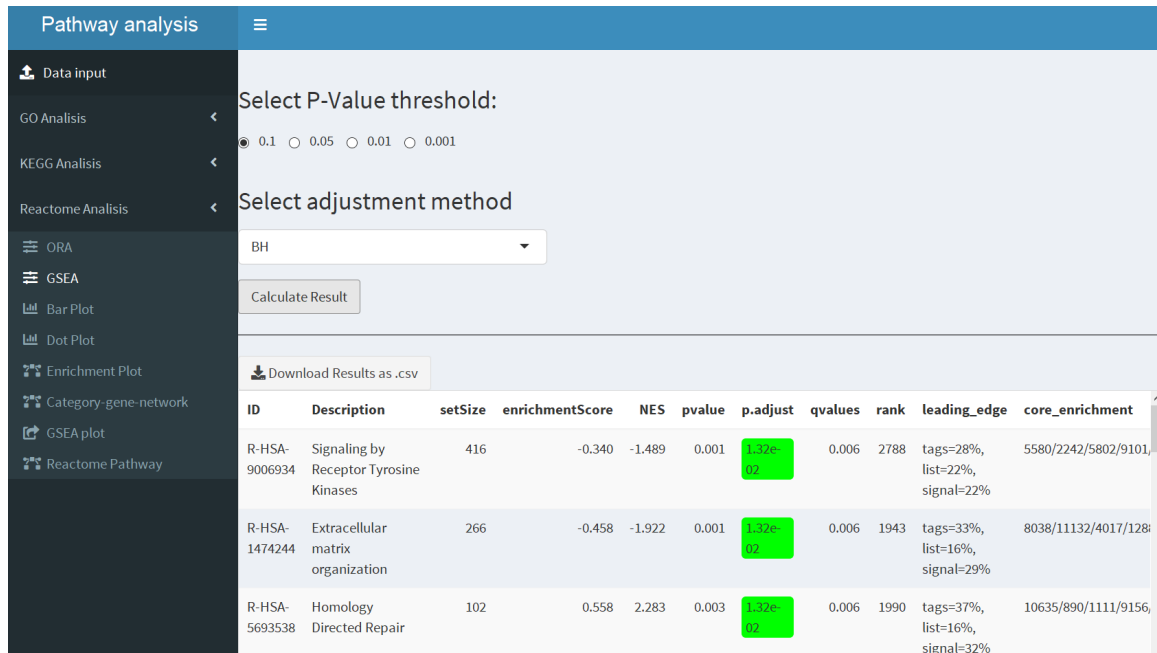 Pathway analysis
Data input
GO Analisis
KEGG Analisis
Reactome Analisis
ORA
GSEA
Bar Plot
Dot Plot
Enrichment Plot
Category-gene-network
GSEA plot
Reactome Pathway
Select P-Value threshold:
0.1 0.05 0.01 0.001
Select adjustment method
BH
Calculate Result
Download Results as .csv
ID Description setSize enrichmentScore NES pvalue p.adjust qvalues rank leading_edge core_enrichment
R-HSA- Signaling by 416 -0.340 -1.489 0.001 1.32e- 0.006 2788 tags=28%, 5580/2242/5802/9101/
9006934 Receptor Tyrosine 02 list=22%,
Kinases signal=22%
R-HSA- Extracellular 266 -0.458 -1.922 0.001 1.32e- 0.006 1943 tags=33%, 8038/11132/4017/1288
1474244 matrix 02 list=16%,
organization signal=29%
R-HSA- Homology 102 0.558 2.283 0.003 1.32e- 0.006 1990 tags=37%, 10635/890/1111/9156/
5693538 Directed Repair 02 list=16%,
signal=32%